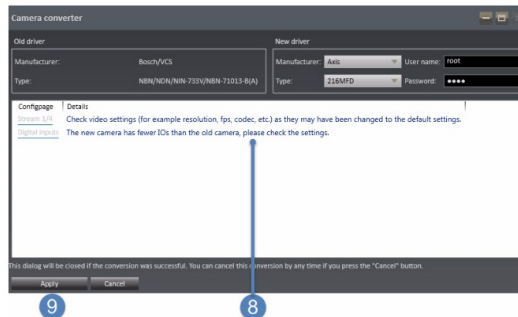 Camera converter
Old driver
New driver
Manufacturer: Bosch/VCS
Manufacturer: Axis User name: root
Type: NBN/NDN/NIN-733V/NBN-71013-B(A)
Type: 216MFD Password: ●●●●
Configpage Details
Stream 1/4 Check video settings (for example resolution, fps, codec, etc.) as they may have been changed to the default settings.
Digital inputs The new camera has fewer IOs than the old camera, please check the settings.
This dialog will be closed if the conversion was successful. You can cancel this conversion by any time if you press the "Cancel" button.
Apply Cancel
9 8